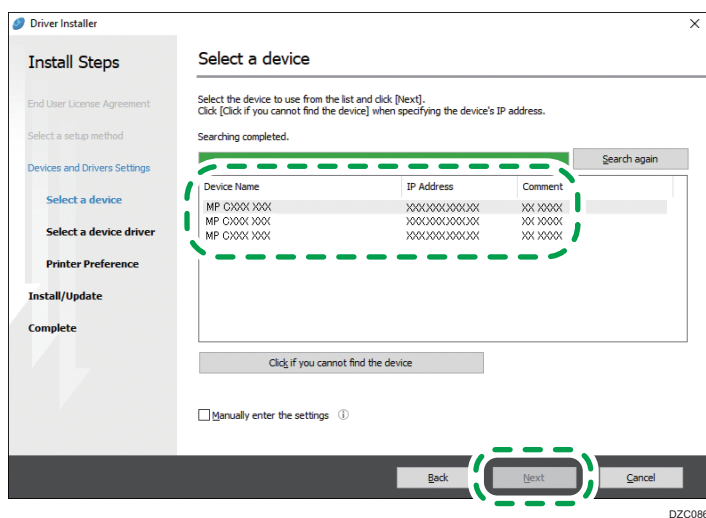 Driver Installer
Install Steps
End User License Agreement
Select a setup method
Devices and Drivers Settings
Select a device
Select a device driver
Printer Preference
Install/Update
Complete
Select a device
Select the device to use from the list and click [Next].
Click [Click if you cannot find the device] when specifying the device's IP address.
Searching completed.
Search again
Device Name IP Address Comment
MP CXXX XXX XXX.XXX.XXX.XX XX XXXX
MP CXXX XXX XXX.XXX.XXX.XX XX XXXX
MP CXXX XXX XXX.XXX.XXX.XX XX XXXX
Click if you cannot find the device
Manually enter the settings
Back Next Cancel
DZC086